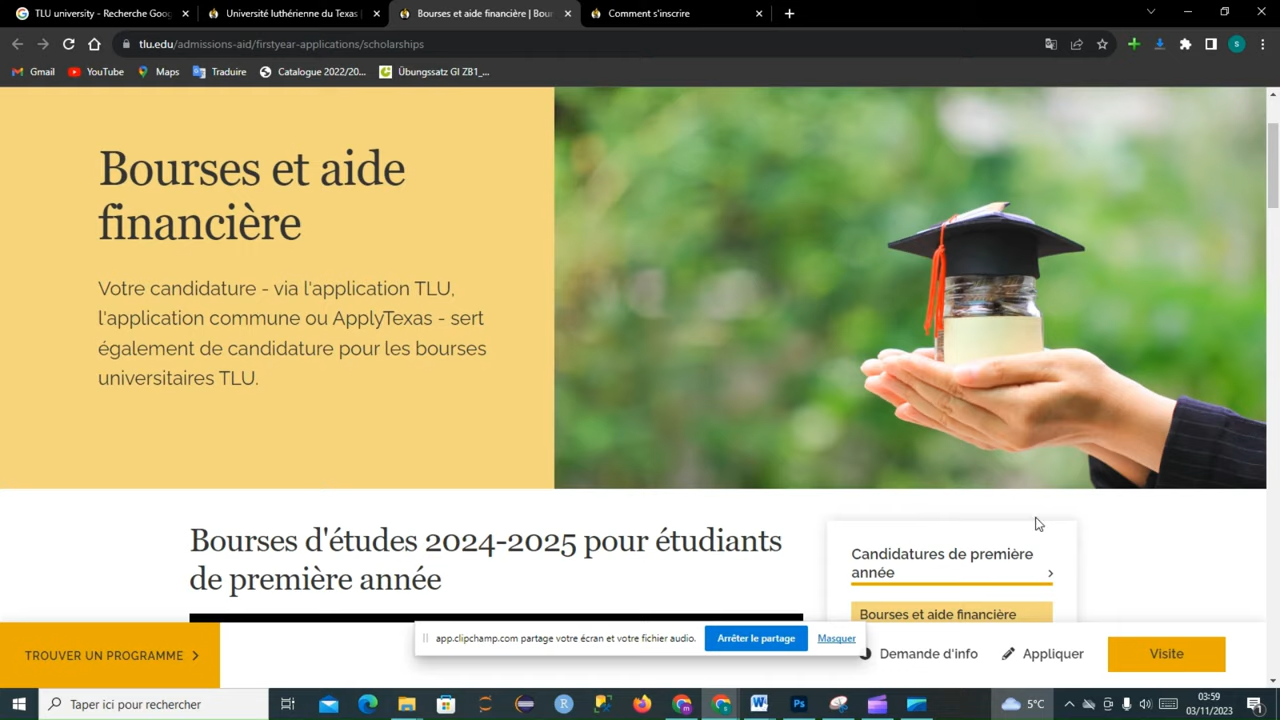 TLU university - Recherche Goo
Université luthérienne du Texas
Bourses et aide financière | Bour
Comment s'inscrire
tlu.edu/admissions-aid/firstyear-applications/scholarships
S
Gmail
YouTube
Maps
Traduire
Catalogue 2022/20...
Übungssatz GI ZB1_...
Bourses et aide
financière
Votre candidature - via l'application TLU,
l'application commune ou ApplyTexas - sert
également de candidature pour les bourses
universitaires TLU.
Bourses d'études 2024-2025 pour étudiants
de première année
Candidatures de première
année
Bourses et aide financière
TROUVER UN PROGRAMME
app.clipchamp.com partage votre écran et votre fichier audio.
Arrêter le partage
Masquer
Demande d'info
Appliquer
Visite
Taper ici pour rechercher
5°C
03:59
03/11/2023